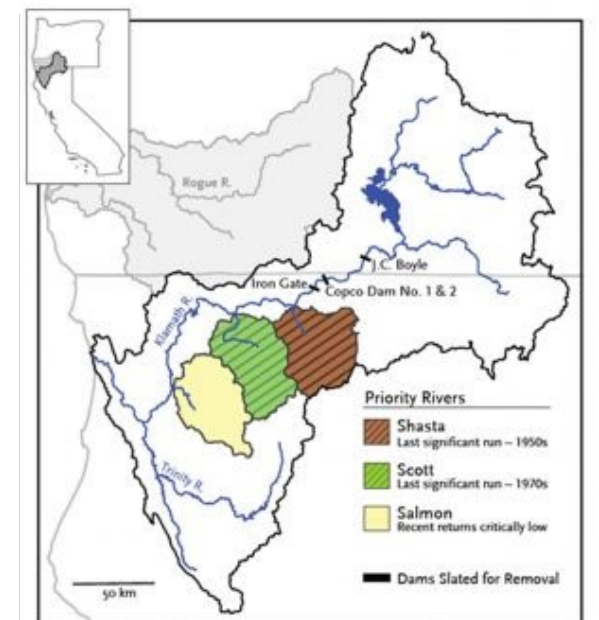 Rogue R.
J.C. Boyle
Iron Gate
Copco Dam No. 1 & 2
Klamath R.
Priority Rivers
Shasta
Last significant run – 1950s
Scott
Last significant run – 1970s
Salmon
Recent returns critically low
Trinity R.
Dams Slated for Removal
50 km